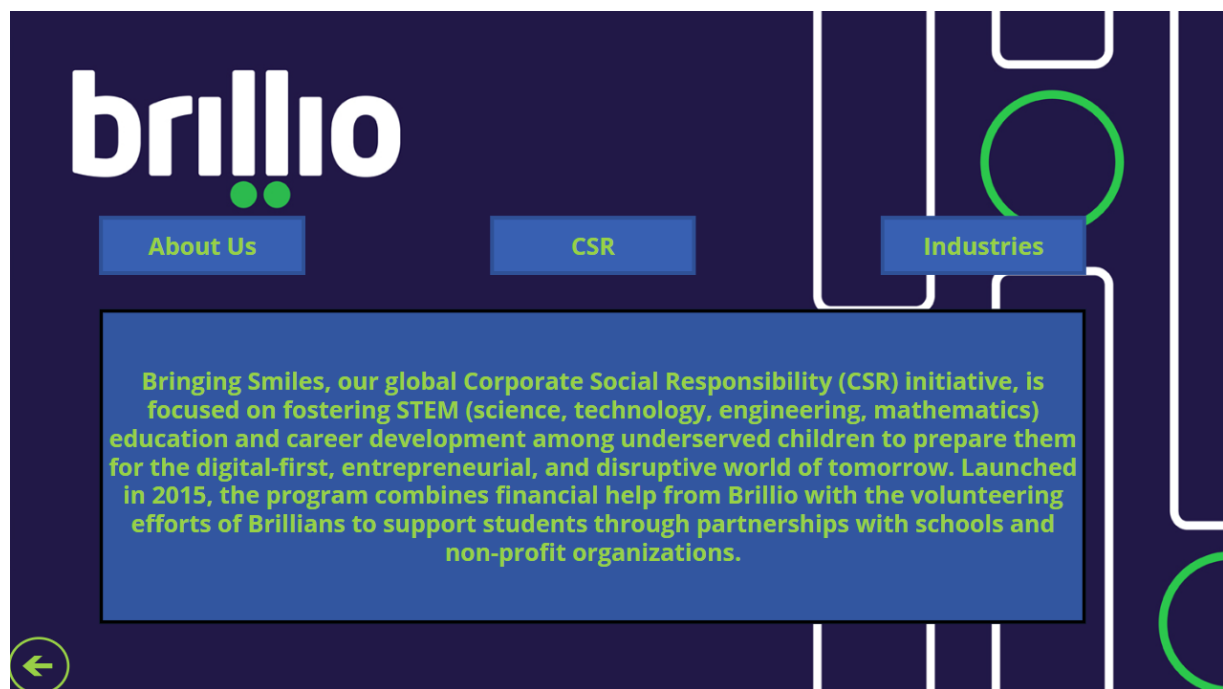 brillio
About Us
CSR
Industries
Bringing Smiles, our global Corporate Social Responsibility (CSR) initiative, is
focused on fostering STEM (science, technology, engineering, mathematics)
education and career development among underserved children to prepare them
for the digital-first, entrepreneurial, and disruptive world of tomorrow. Launched
in 2015, the program combines financial help from Brillio with the volunteering
efforts of Brillians to support students through partnerships with schools and
non-profit organizations.